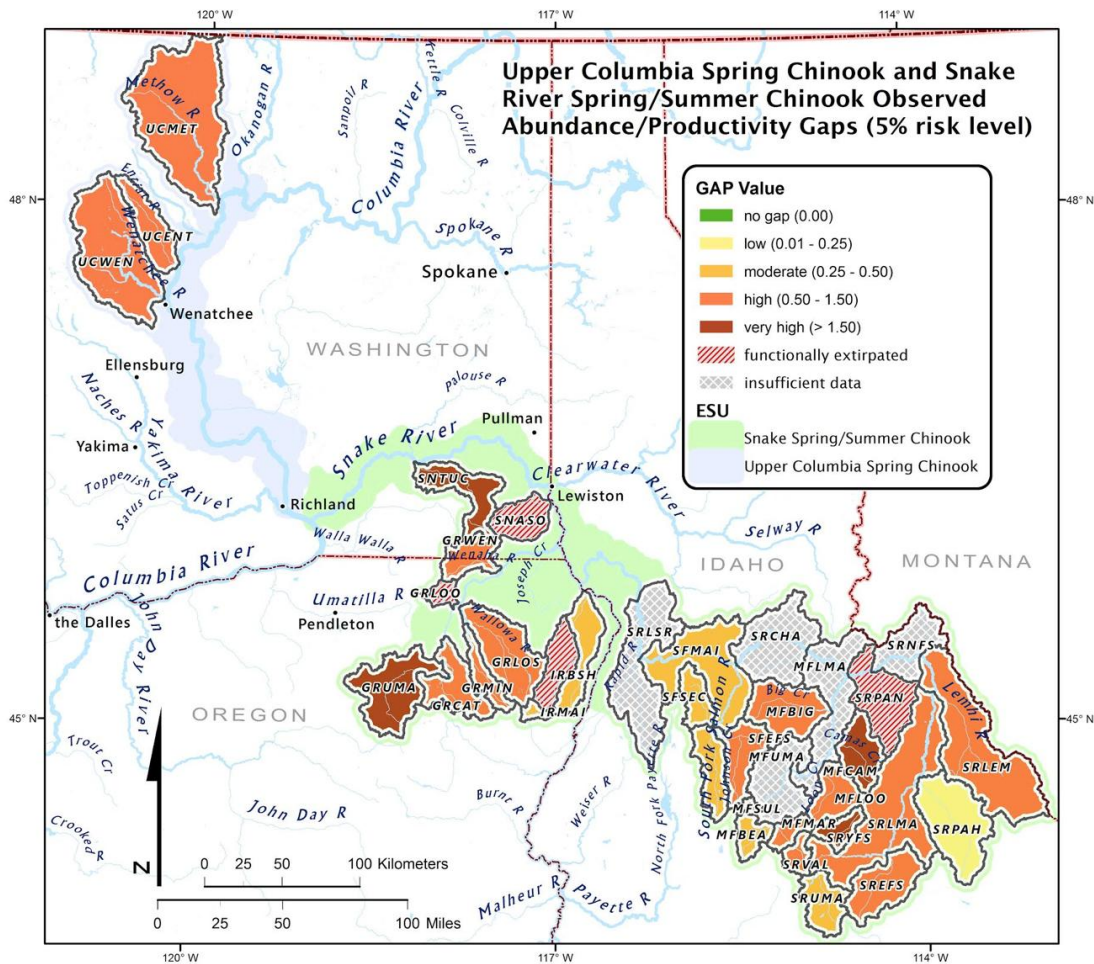 120° W
117° W
114° W
Upper Columbia Spring Chinook and Snake
River Spring/Summer Chinook Observed
Abundance/Productivity Gaps (5% risk level)
GAP Value
no gap (0.00)
low (0.01 - 0.25)
moderate (0.25 - 0.50)
high (0.50 - 1.50)
very high (> 1.50)
functionally extirpated
insufficient data
ESU
Snake Spring/Summer Chinook
Upper Columbia Spring Chinook
48° N
48° N
Methow R
UCMET
Okanogan R
Sanpoil R
Kettle R
Colville R
Columbia River
Entiat R
UCENT
Wenatchee R
UCWEN
Spokane R
Spokane
Wenatchee
WASHINGTON
Ellensburg
Palouse R
Naches R
Pullman
Yakima
Yakima River
Snake River
Clearwater River
Toppenish Cr
SNTUC
Satus Cr
Richland
Lewiston
SNASO
Selway R
Walla Walla R
GRWEN
Wenaha R
Joseph Cr
IDAHO
MONTANA
Columbia River
GRLOO
Umatilla R
the Dalles
Pendleton
John Day River
Wallowa R
Rapid R
SRLSR
SRCHA
SRNFS
SFMAI
MFLMA
GRLOS
IRBSH
SRPAN
Lemhi R
GRUMA
GRMIN
SFSEC
Big Cr
MFBIG
GRCAT
IRMAI
45° N
45° N
OREGON
South Fork Salmon R
Johnson Cr
SFEFS
Camas Cr
MFUMA
MFCAM
SRLEM
Loon Cr
Trout Cr
MFLOO
Burnt R
Weiser R
North Fork Payette R
MFSUL
MFMAR
SRLMA
John Day R
SRYFS
SRPAH
MFBEA
Crooked R
SRVAL
N
0 25 50 100 Kilometers
SREFS
Malheur R
Payette R
SRUMA
0 50 100 Miles
120° W
117° W
114° W